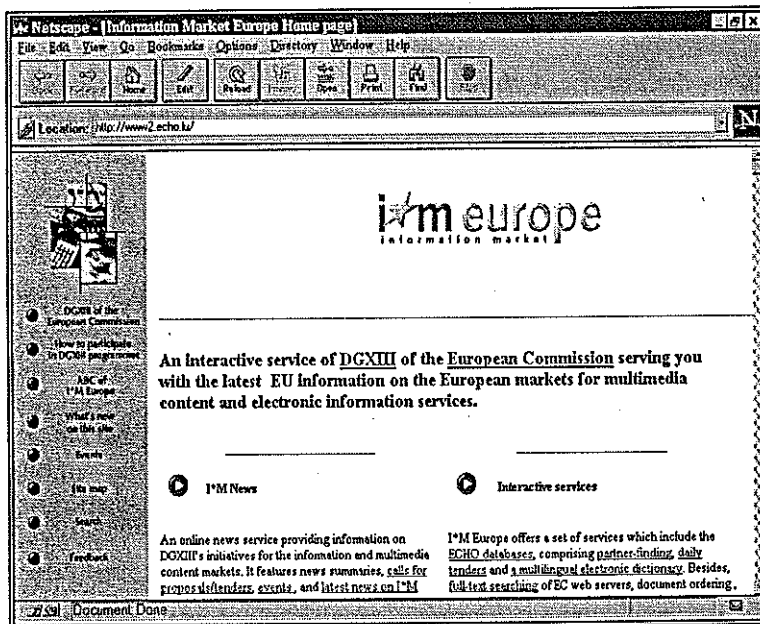 Netscape - [Information Market Europe Home page]
File Edit View Go Bookmarks Options Directory Window Help
Home Edit Reload Open Print Find
Location: http://www2.echo.lu/
N
i*m europe
information market
DGXIII of the
European Commission
How to participate
in DGXIII programmes
ABC of
I*M Europe
What's new
on this site
Events
Site map
Search
Feedback
An interactive service of DGXIII of the European Commission serving you
with the latest EU information on the European markets for multimedia
content and electronic information services.
I*M News
An online news service providing information on
DGXIII's initiatives for the information and multimedia
content markets. It features news summaries, calls for
proposals/tenders, events, and latest news on I*M
Interactive services
I*M Europe offers a set of services which include the
ECHO databases, comprising partner-finding, daily
tenders and a multilingual electronic dictionary. Besides,
full-text searching of EC web servers, document ordering,
Document Done